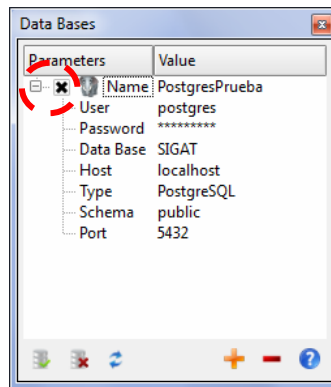 Data Bases
Parameters Value
Name PostgresPrueba
User postgres
Password *********
Data Base SIGAT
Host localhost
Type PostgreSQL
Schema public
Port 5432